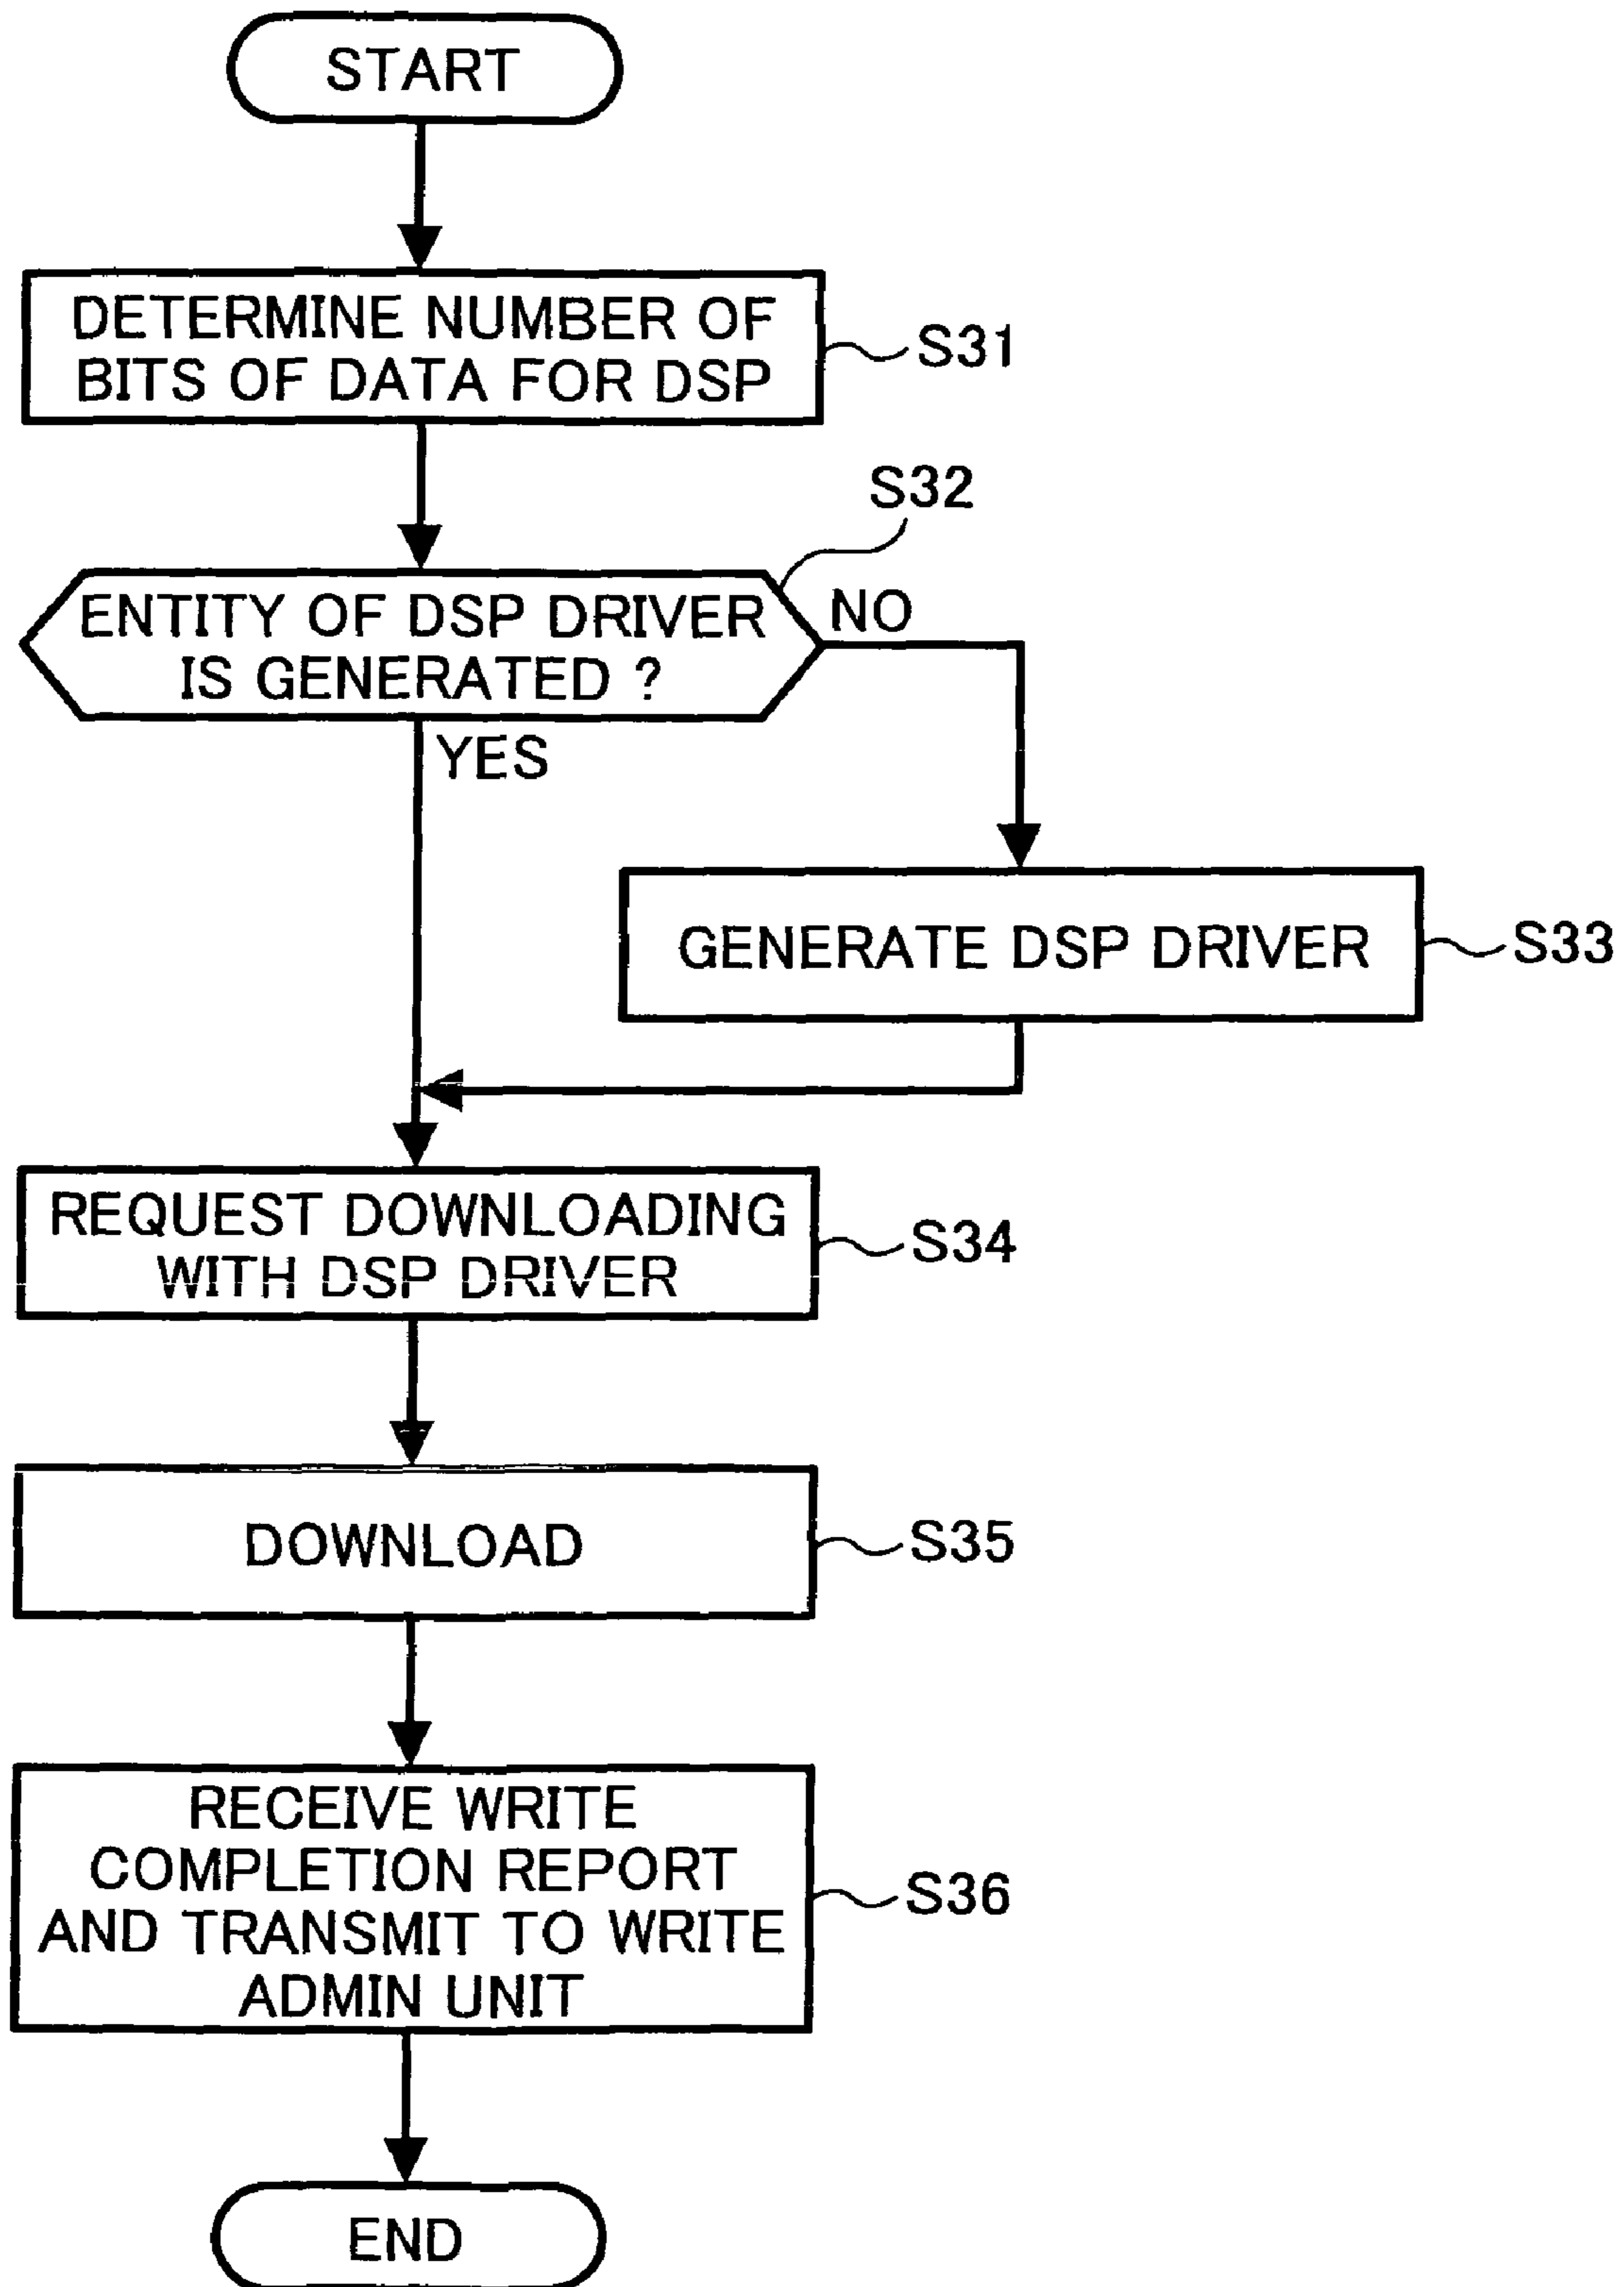 START
DETERMINE NUMBER OF
BITS OF DATA FOR DSP
S31
S32
ENTITY OF DSP DRIVER
IS GENERATED ?
NO
YES
GENERATE DSP DRIVER
S33
REQUEST DOWNLOADING
WITH DSP DRIVER
S34
DOWNLOAD
S35
RECEIVE WRITE
COMPLETION REPORT
AND TRANSMIT TO WRITE
ADMIN UNIT
S36
END